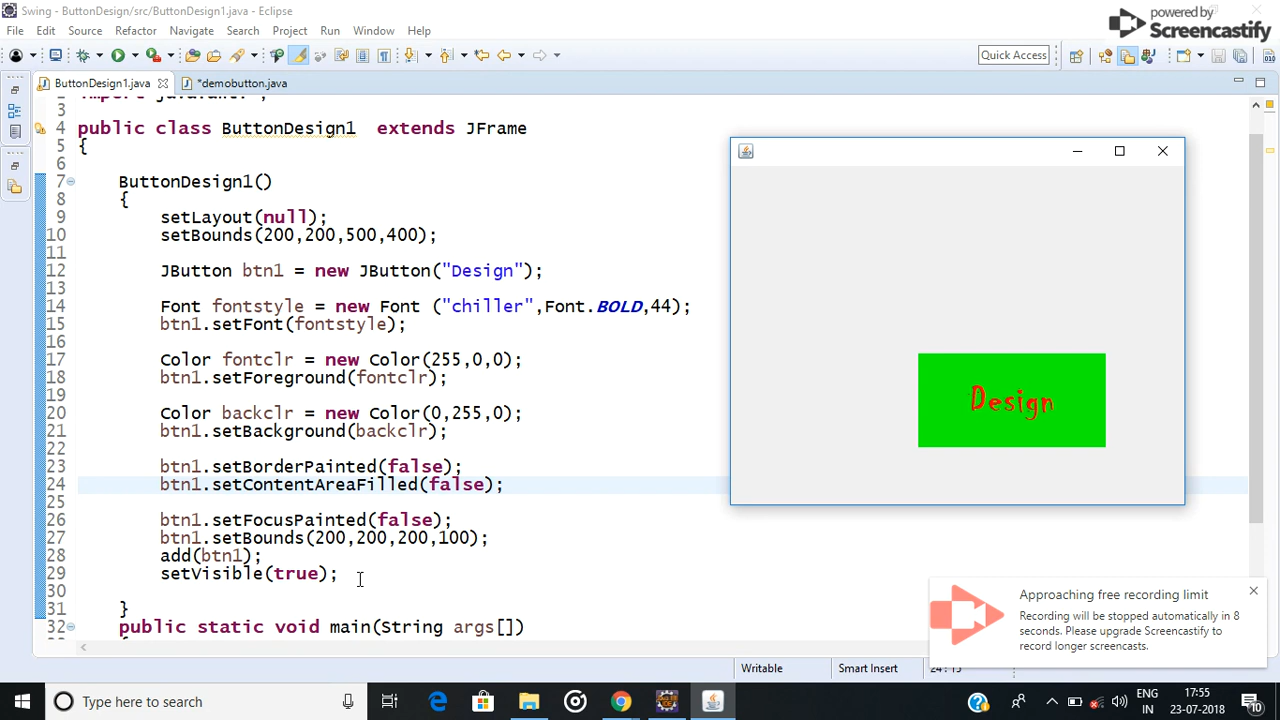 Swing - ButtonDesign/src/ButtonDesign1.java - Eclipse
powered by
Screencastify
File Edit Source Refactor Navigate Search Project Run Window Help
Quick Access
ButtonDesign1.java *demobutton.java
3
4 public class ButtonDesign1 extends JFrame
5 {
6
7 ButtonDesign1()
8 {
9 setLayout(null);
10 setBounds(200,200,500,400);
11
12 JButton btn1 = new JButton("Design");
13
14 Font fontstyle = new Font ("chiller",Font.BOLD,44);
15 btn1.setFont(fontstyle);
16
17 Color fontclr = new Color(255,0,0);
18 btn1.setForeground(fontclr);
19
20 Color backclr = new Color(0,255,0);
21 btn1.setBackground(backclr);
22
23 btn1.setBorderPainted(false);
24 btn1.setContentAreaFilled(false);
25
26 btn1.setFocusPainted(false);
27 btn1.setBounds(200,200,200,100);
28 add(btn1);
29 setVisible(true);
30
31 }
32 public static void main(String args[])
Design
Approaching free recording limit
Recording will be stopped automatically in 8
seconds. Please upgrade Screencastify to
record longer screencasts.
Writable Smart Insert
Type here to search
ENG
IN
17:55
23-07-2018
10